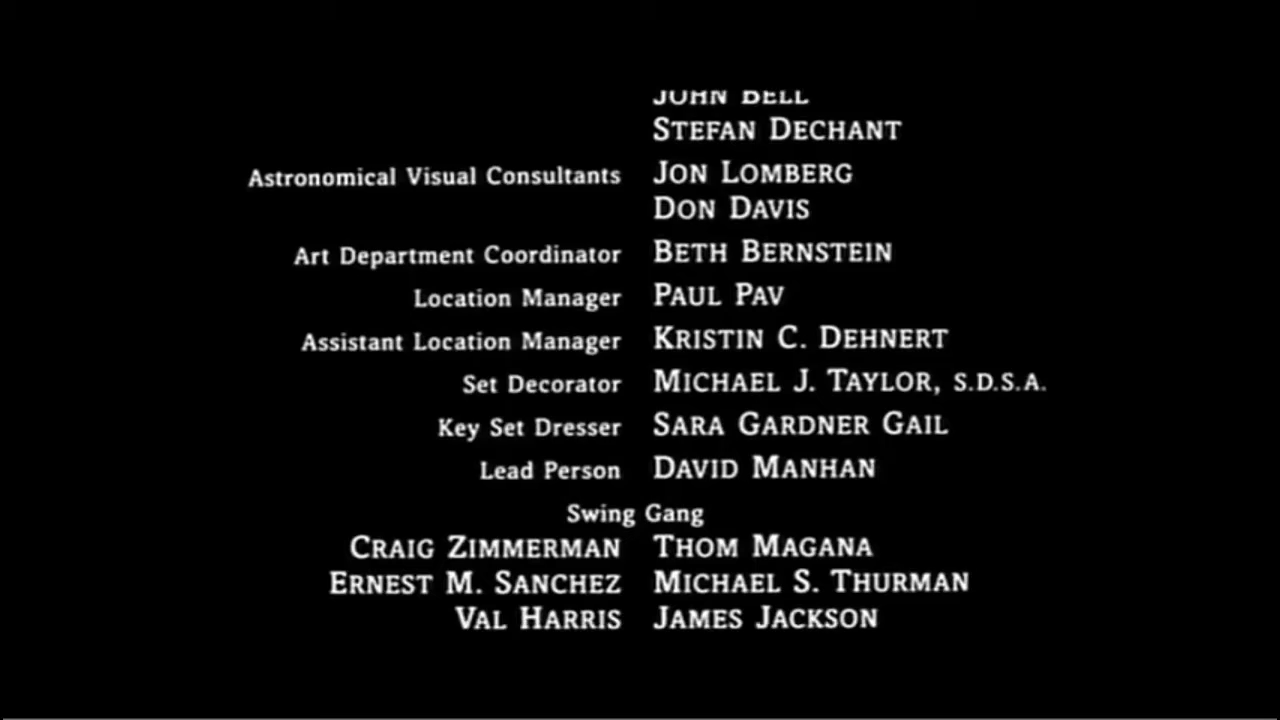 JOHN BELL
STEFAN DECHANT
Astronomical Visual Consultants JON LOMBERG
DON DAVIS
Art Department Coordinator BETH BERNSTEIN
Location Manager PAUL PAV
Assistant Location Manager KRISTIN C. DEHNERT
Set Decorator MICHAEL J. TAYLOR, S.D.S.A.
Key Set Dresser SARA GARDNER GAIL
Lead Person DAVID MANHAN
Swing Gang
CRAIG ZIMMERMAN THOM MAGANA
ERNEST M. SANCHEZ MICHAEL S. THURMAN
VAL HARRIS JAMES JACKSON